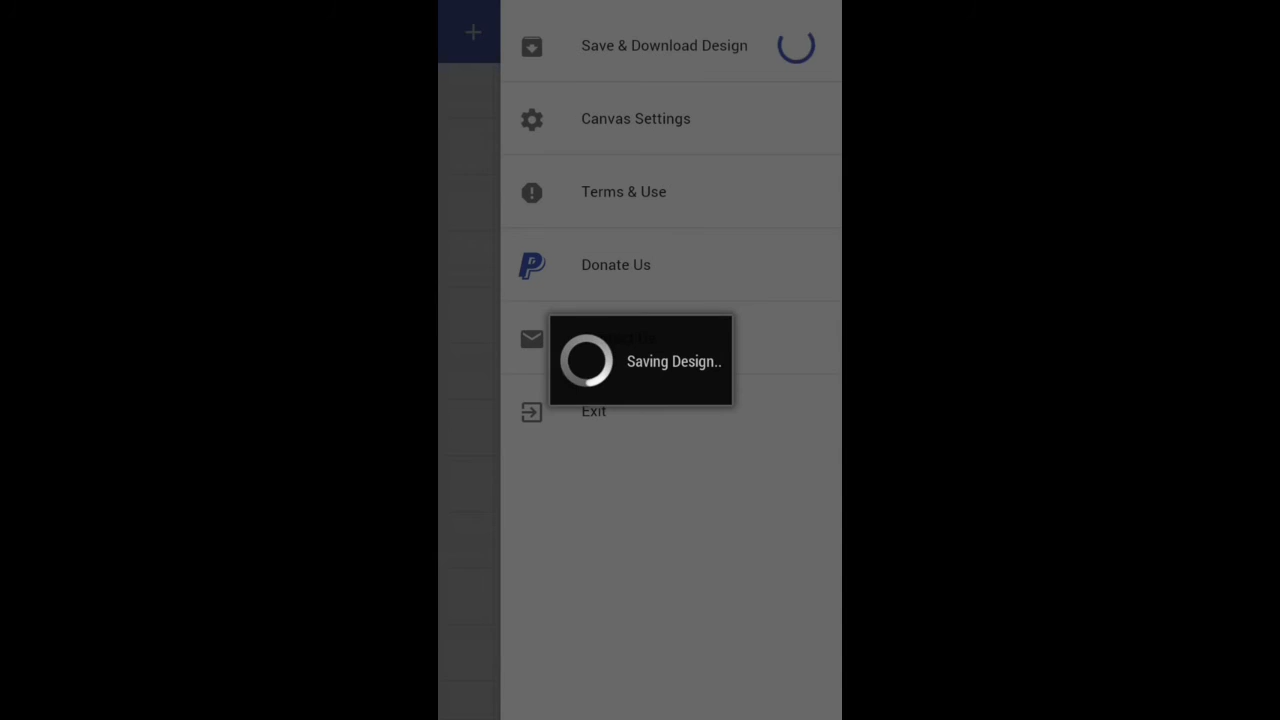 Save & Download Design
Canvas Settings
Terms & Use
Donate Us
Saving Design..
Exit